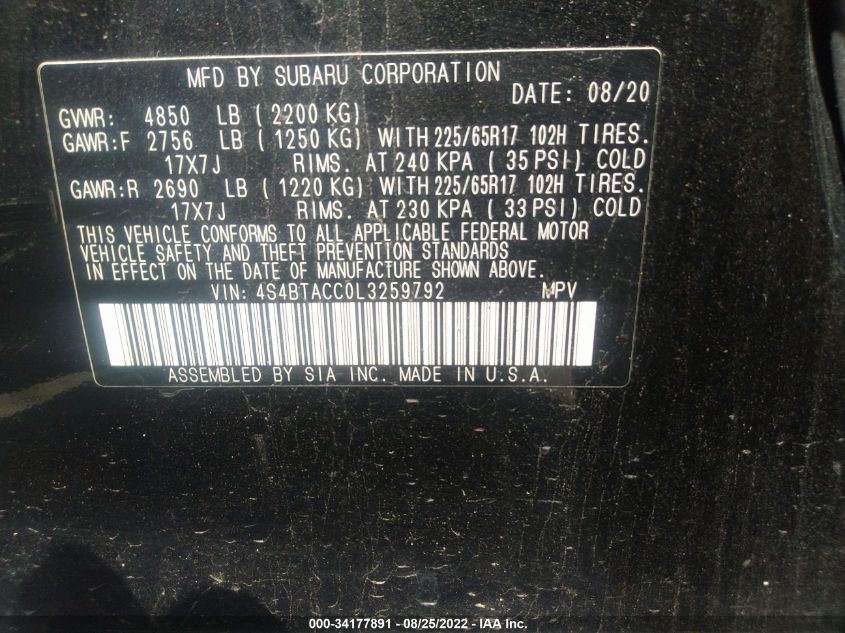 MFD BY SUBARU CORPORATION
DATE: 08/20
GVWR: 4850 LB ( 2200 KG)
GAWR:F 2756 LB ( 1250 KG) WITH 225/65R17 102H TIRES.
17X7J RIMS. AT 240 KPA ( 35 PSI) COLD
GAWR:R 2690 LB ( 1220 KG) WITH 225/65R17 102H TIRES.
17X7J RIMS. AT 230 KPA ( 33 PSI) COLD
THIS VEHICLE CONFORMS TO ALL APPLICABLE FEDERAL MOTOR
VEHICLE SAFETY AND THEFT PREVENTION STANDARDS
IN EFFECT ON THE DATE OF MANUFACTURE SHOWN ABOVE.
VIN: 4S4BTACC0L3259792 MPV
ASSEMBLED BY SIA INC. MADE IN U.S.A.
000-34177891 - 08/25/2022 - IAA Inc.